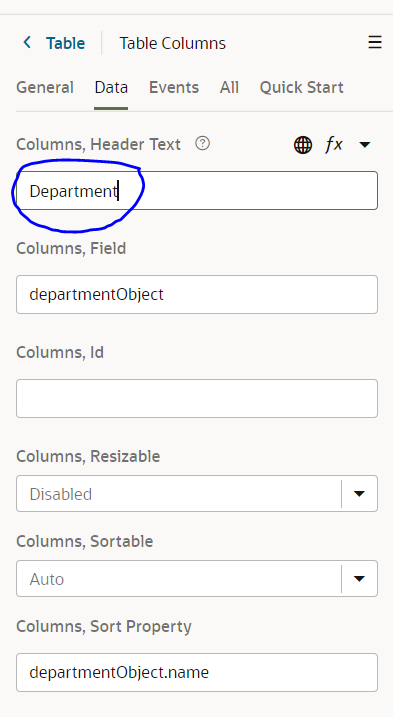 Table Table Columns
General Data Events All Quick Start
Columns, Header Text ? fx
Department
Columns, Field
departmentObject
Columns, Id
Columns, Resizable
Disabled
Columns, Sortable
Auto
Columns, Sort Property
departmentObject.name